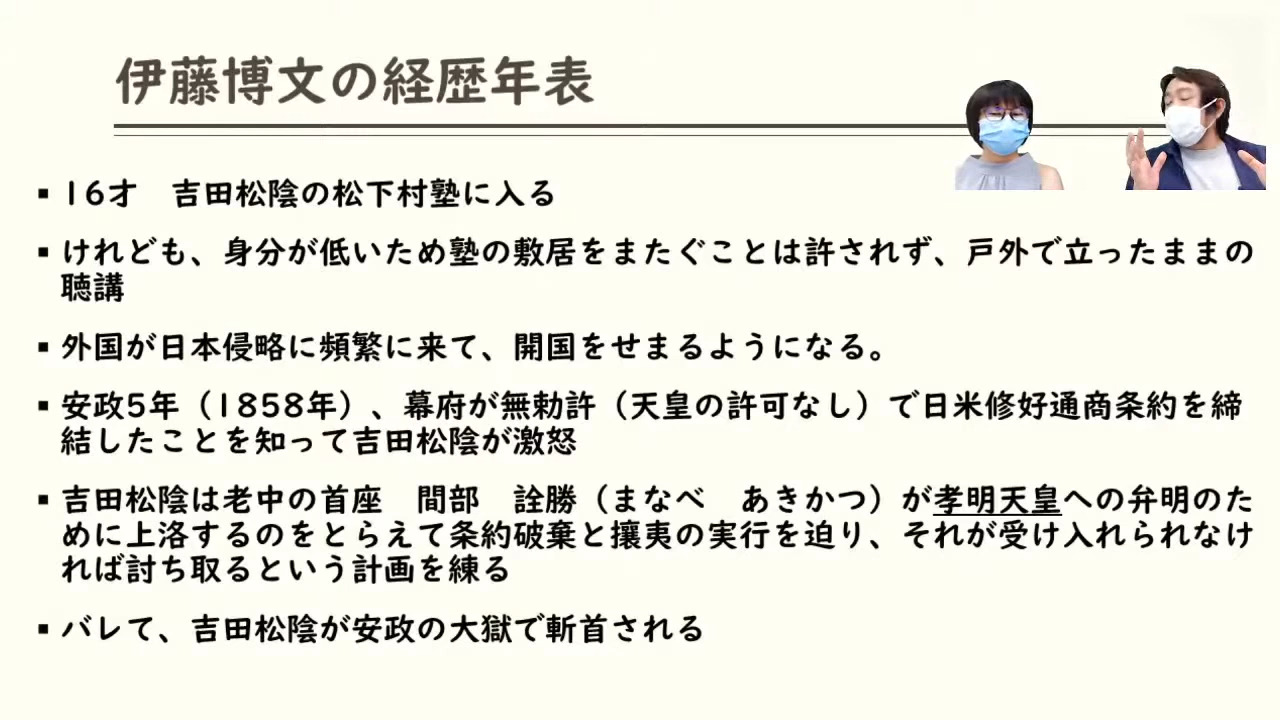 伊藤博文の経歴年表
▪ 16才　吉田松陰の松下村塾に入る
▪ けれども、身分が低いため塾の敷居をまたぐことは許されず、戸外で立ったままの
聴講
▪ 外国が日本侵略に頻繁に来て、開国をせまるようになる。
▪ 安政5年（1858年）、幕府が無勅許（天皇の許可なし）で日米修好通商条約を締
結したことを知って吉田松陰が激怒
▪ 吉田松陰は老中の首座　間部　詮勝（まなべ　あきかつ）が孝明天皇への弁明のた
めに上洛するのをとらえて条約破棄と攘夷の実行を迫り、それが受け入れられなけ
れば討ち取るという計画を練る
▪ バレて、吉田松陰が安政の大獄で斬首される